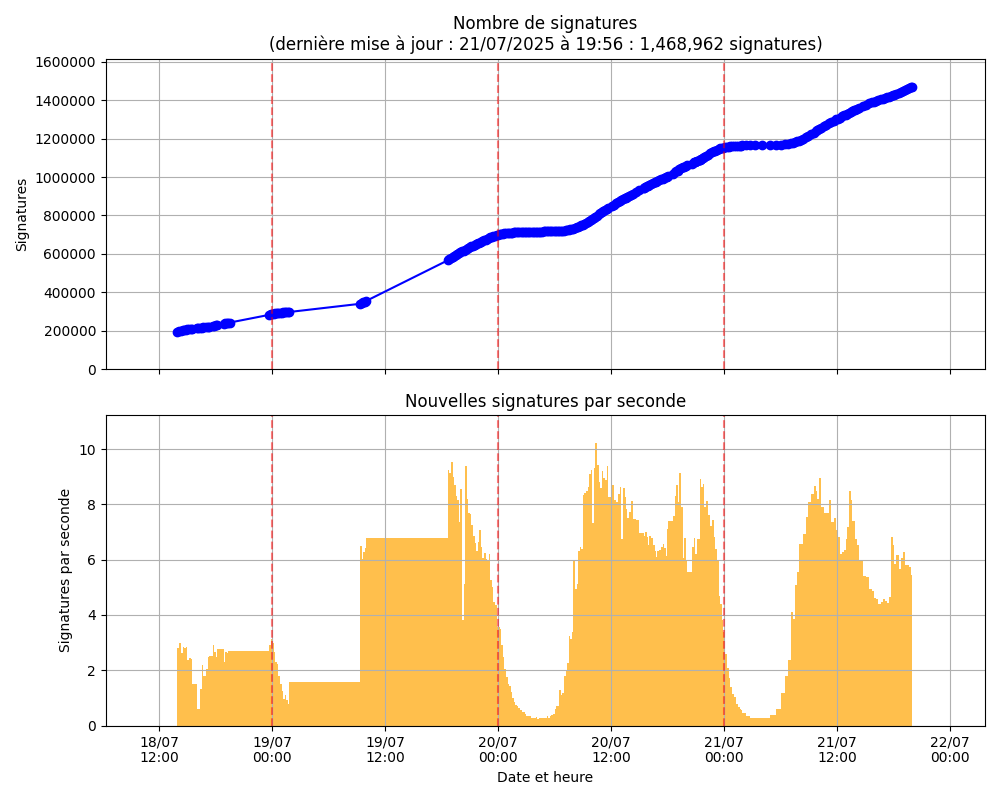 Nombre de signatures
(dernière mise à jour : 21/07/2025 à 19:56 : 1,468,962 signatures)
1600000
1400000
1200000
1000000
800000
600000
400000
200000
0
Signatures
Nouvelles signatures par seconde
10
8
6
4
2
0
Signatures par seconde
18/07 19/07 19/07 20/07 20/07 21/07 21/07 22/07
12:00 00:00 12:00 00:00 12:00 00:00 12:00 00:00
Date et heure